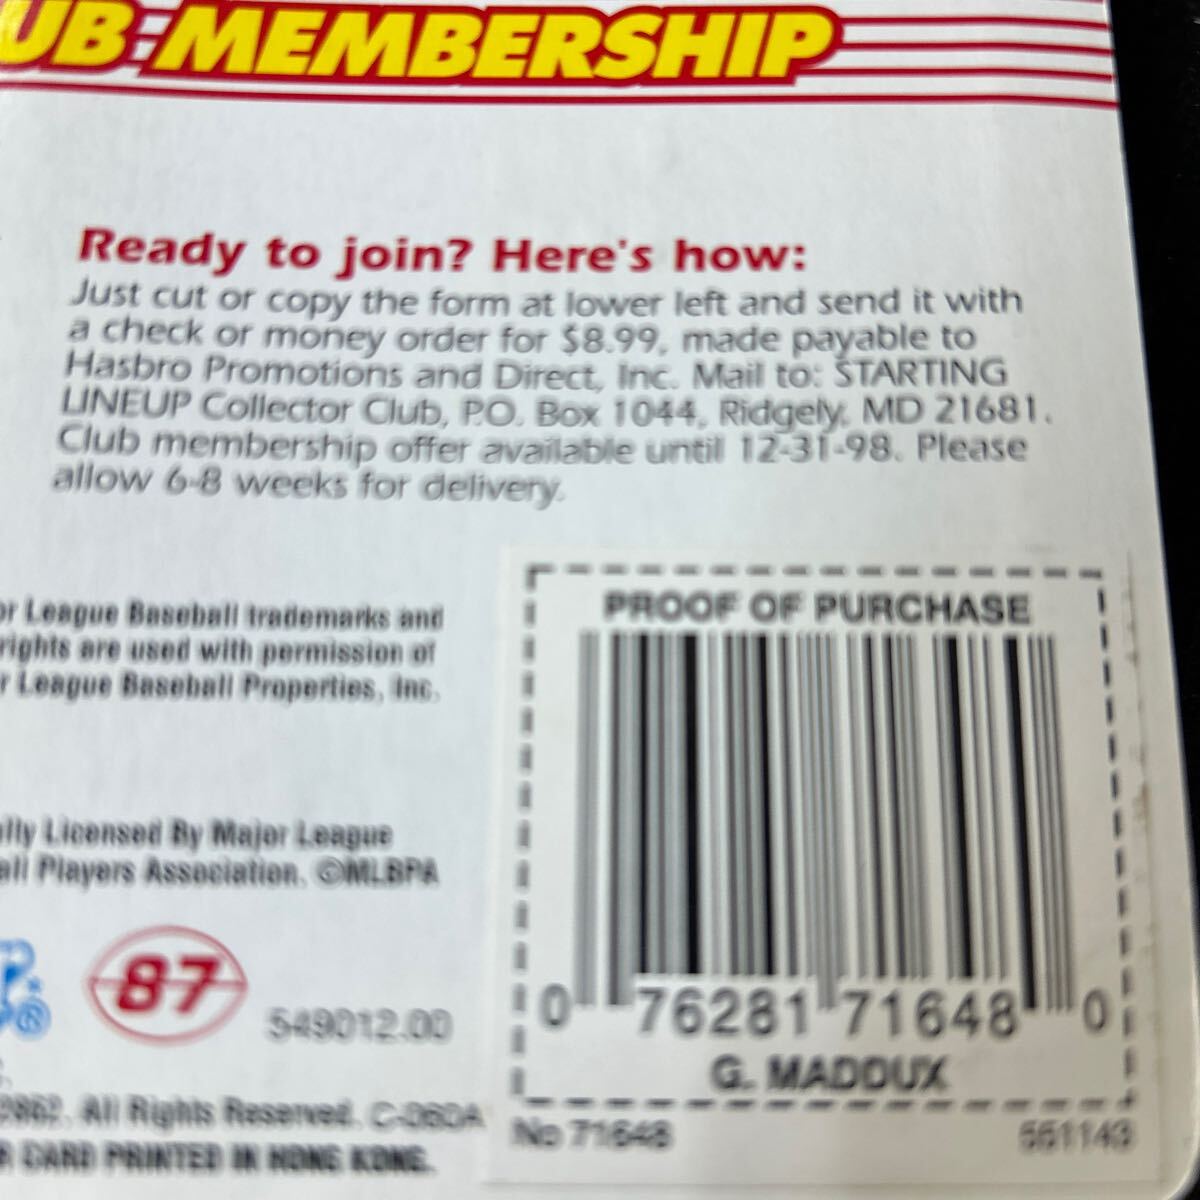 UB MEMBERSHIP
Ready to join? Here's how:
Just cut or copy the form at lower left and send it with
a check or money order for $8.99, made payable to
Hasbro Promotions and Direct, Inc. Mail to: STARTING
LINEUP Collector Club, P.O. Box 1044, Ridgely, MD 21681.
Club membership offer available until 12-31-98. Please
allow 6-8 weeks for delivery.
or League Baseball trademarks and
rights are used with permission of
r League Baseball Properties, Inc.
ally Licensed By Major League
all Players Association. ©MLBPA
87
549012.00
2862. All Rights Reserved. C-060A
CARD PRINTED IN HONG KONG.
PROOF OF PURCHASE
0 76281 71648 0
G. MADDUX
No 71648 551143